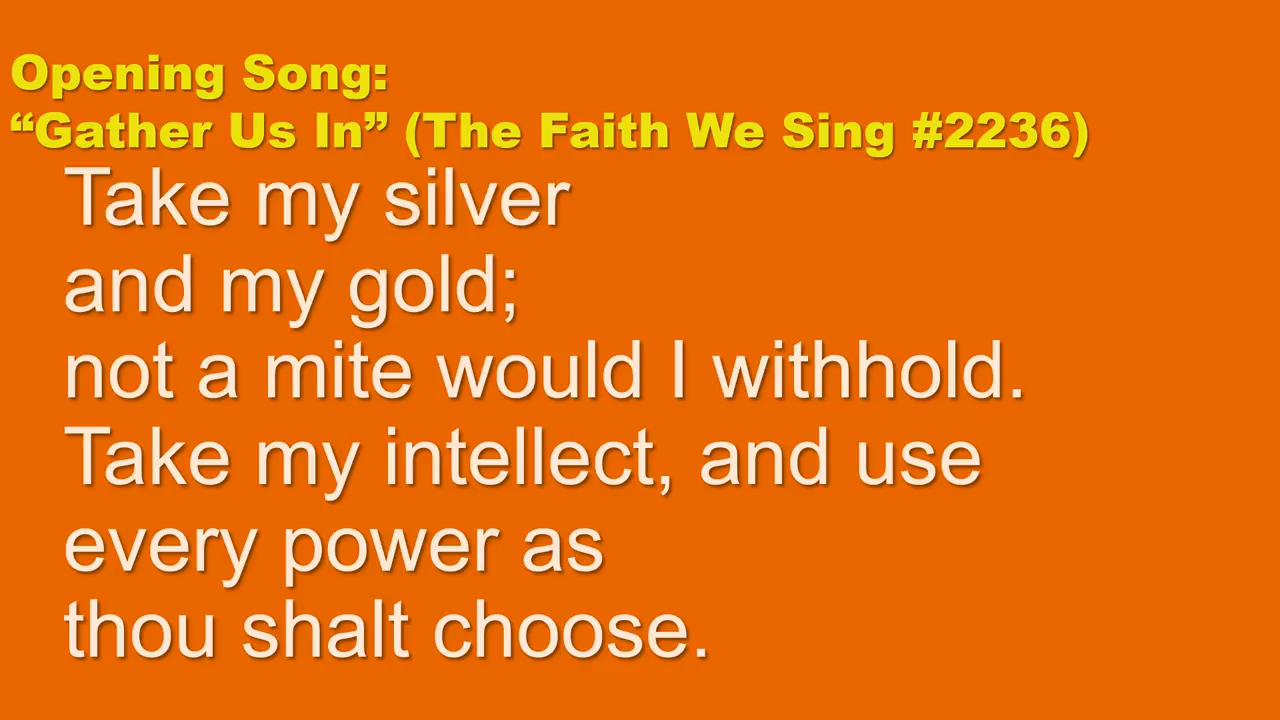 Opening Song:
“Gather Us In” (The Faith We Sing #2236)
Take my silver
and my gold;
not a mite would I withhold.
Take my intellect, and use
every power as
thou shalt choose.